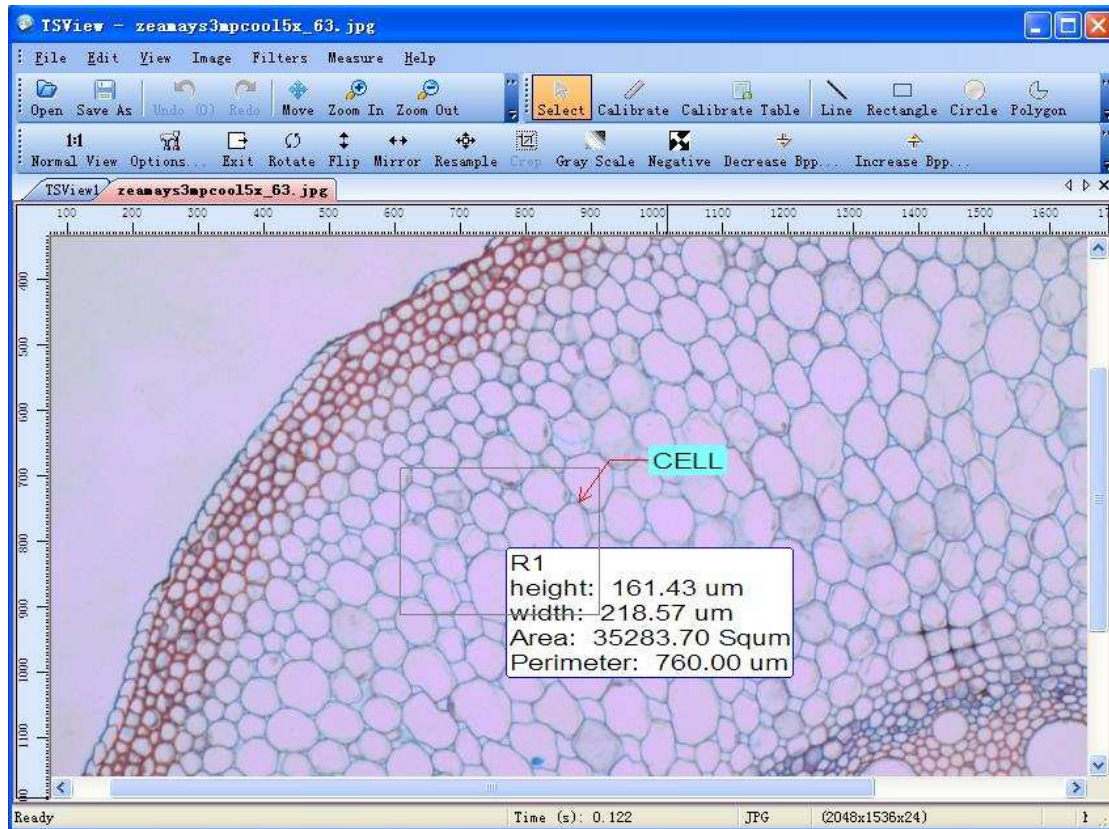 TSView - zeamays3mpcool5x_63.jpg
File Edit View Image Filters Measure Help
Open Save As Undo (0) Redo Move Zoom In Zoom Out Select Calibrate Calibrate Table Line Rectangle Circle Polygon
1:1
Normal View Options... Exit Rotate Flip Mirror Resample Crop Gray Scale Negative Decrease Bpp... Increase Bpp...
TSView1 zeamays3mpcool5x_63.jpg
100 200 300 400 500 600 700 800 900 1000 1100 1200 1300 1400 1500 1600
400
500
600
700
800
900
1000
1100
CELL
R1
height: 161.43 um
width: 218.57 um
Area: 35283.70 Squm
Perimeter: 760.00 um
Ready Time (s): 0.122 JPG (2048x1536x24)